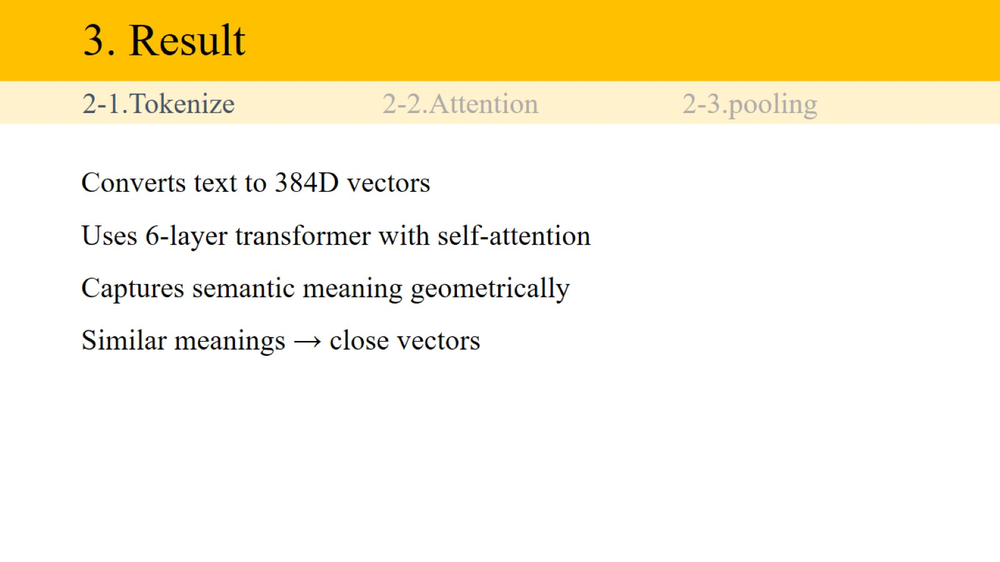 3. Result
2-1.Tokenize 2-2.Attention 2-3.pooling
Converts text to 384D vectors
Uses 6-layer transformer with self-attention
Captures semantic meaning geometrically
Similar meanings → close vectors